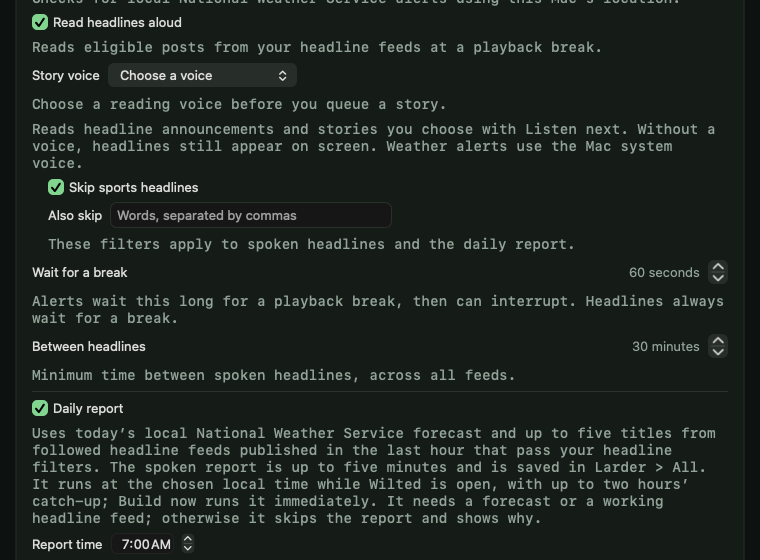 Checks for local National Weather Service alerts using this Mac's location.
Read headlines aloud
Reads eligible posts from your headline feeds at a playback break.
Story voice Choose a voice
Choose a reading voice before you queue a story.
Reads headline announcements and stories you choose with Listen next. Without a
voice, headlines still appear on screen. Weather alerts use the Mac system
voice.
Skip sports headlines
Also skip Words, separated by commas
These filters apply to spoken headlines and the daily report.
Wait for a break 60 seconds
Alerts wait this long for a playback break, then can interrupt. Headlines always
wait for a break.
Between headlines 30 minutes
Minimum time between spoken headlines, across all feeds.
Daily report
Uses today’s local National Weather Service forecast and up to five titles from
followed headline feeds published in the last hour that pass your headline
filters. The spoken report is up to five minutes and is saved in Larder > All.
It runs at the chosen local time while Wilted is open, with up to two hours’
catch-up; Build now runs it immediately. It needs a forecast or a working
headline feed; otherwise it skips the report and shows why.
Report time 7:00 AM